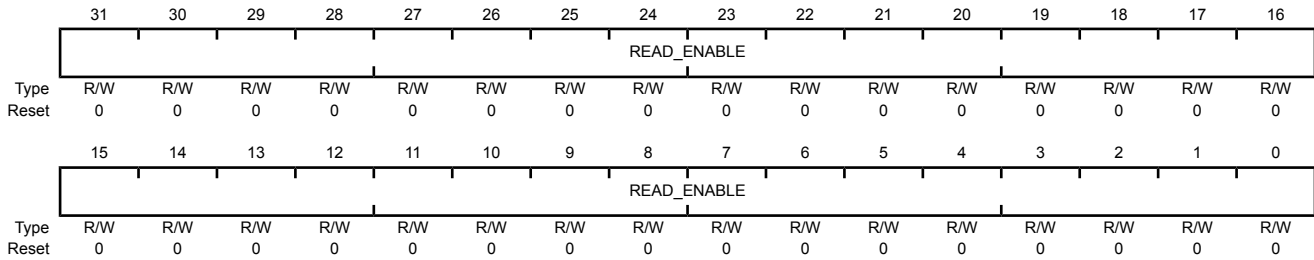 31 30 29 28 27 26 25 24 23 22 21 20 19 18 17 16
READ_ENABLE
Type R/W R/W R/W R/W R/W R/W R/W R/W R/W R/W R/W R/W R/W R/W R/W R/W
Reset 0 0 0 0 0 0 0 0 0 0 0 0 0 0 0 0
15 14 13 12 11 10 9 8 7 6 5 4 3 2 1 0
READ_ENABLE
Type R/W R/W R/W R/W R/W R/W R/W R/W R/W R/W R/W R/W R/W R/W R/W R/W
Reset 0 0 0 0 0 0 0 0 0 0 0 0 0 0 0 0